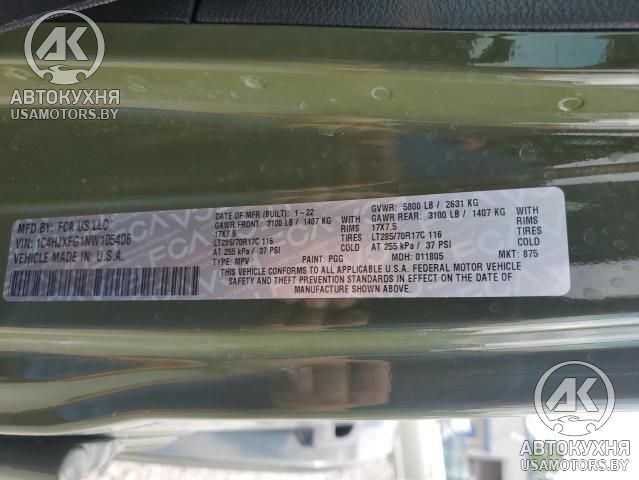 AK
АВТОКУХНЯ
USAMOTORS.BY
MFD BY: FCA US LLC
VIN: 1C4HJXFG1NW105406
VEHICLE MADE IN U.S.A.
DATE OF MFR (BUILT): 1-22
GAWR FRONT: 3100 LB/ 1407 KG WITH
17X7.5 RIMS
LT285/70R17C 116 TIRES
AT 255 kPa / 37 PSI COLD
TYPE: MPV
GVWR: 5800 LB/ 2631 KG
GAWR REAR: 3100 LB/ 1407 KG WITH
17X7.5 RIMS
LT285/70R17C 116 TIRES
AT 255 kPa / 37 PSI COLD
PAINT: PGG MDH: 011805 MKT: 875
THIS VEHICLE CONFORMS TO ALL APPLICABLE U.S.A. FEDERAL MOTOR VEHICLE
SAFETY AND THEFT PREVENTION STANDARDS IN EFFECT ON THE DATE OF
MANUFACTURE SHOWN ABOVE.
AK
АВТОКУХНЯ
USAMOTORS.BY